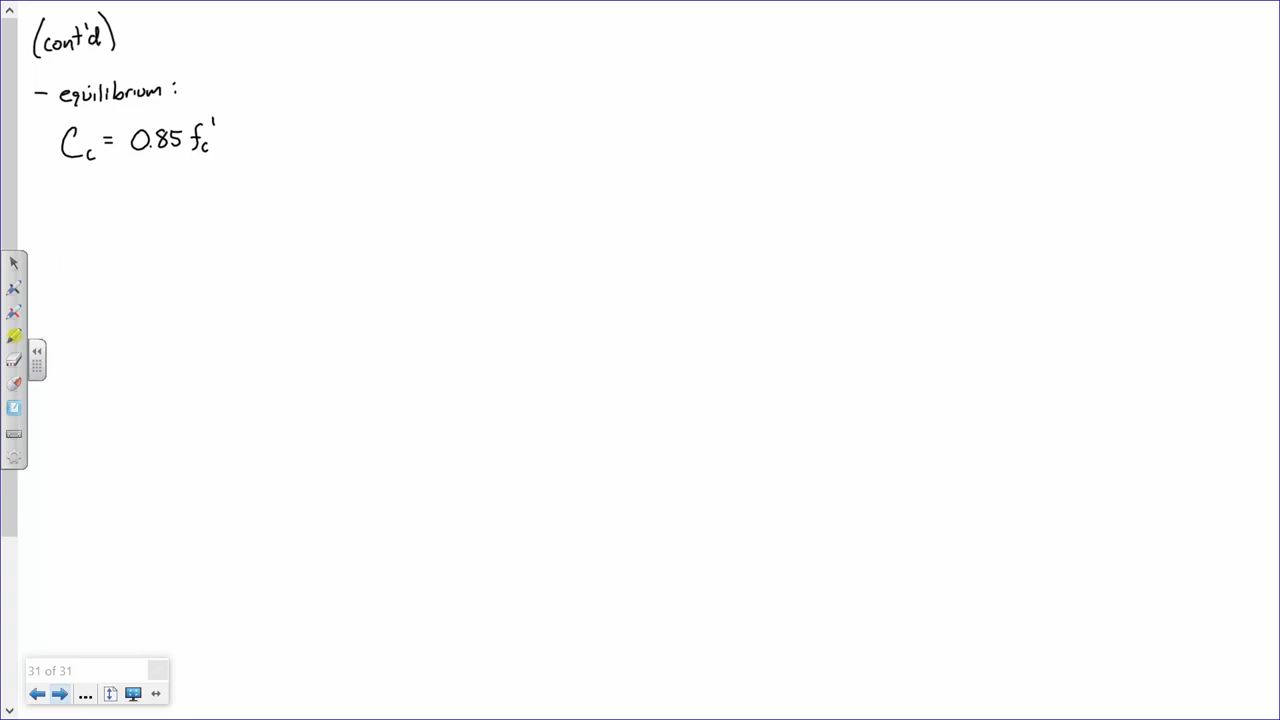 (cont'd)
- equilibrium :
C_c = 0.85 f_c'
31 of 31
...